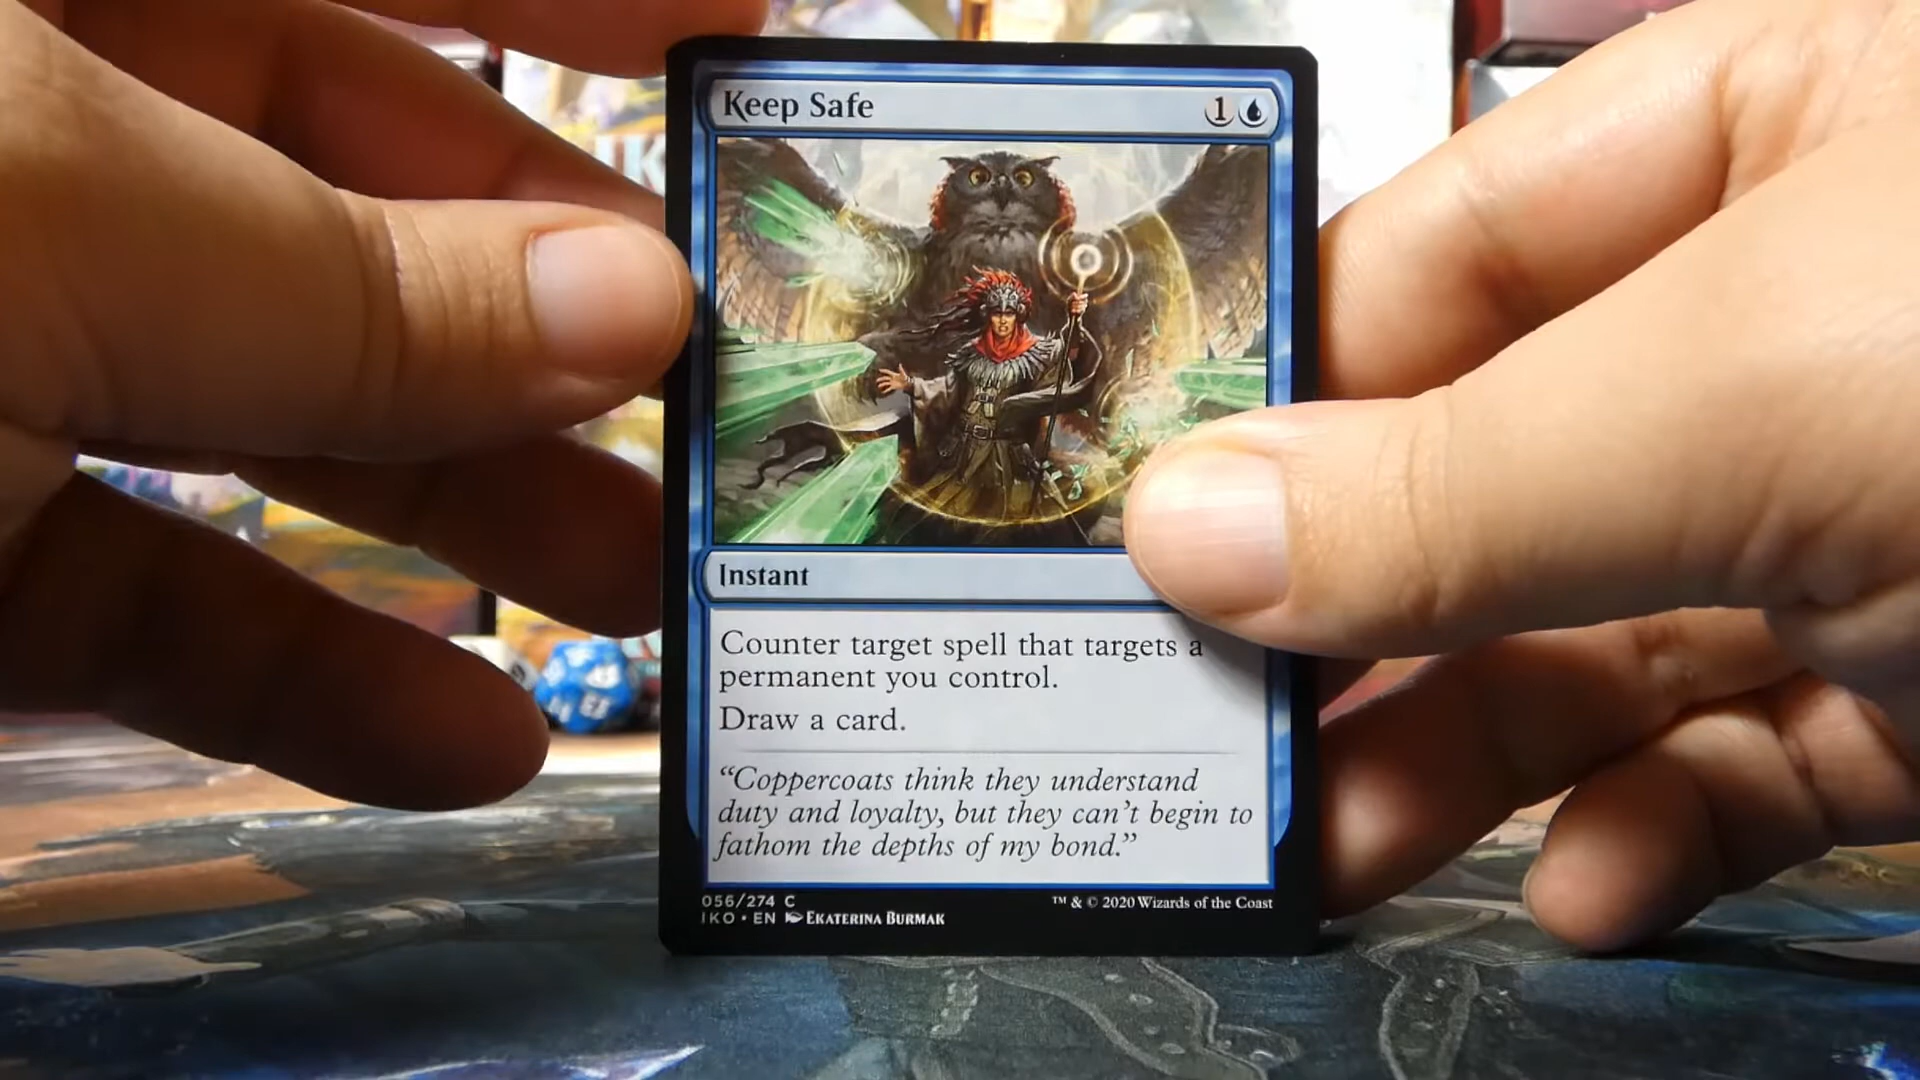 Keep Safe 1
Instant
Counter target spell that targets a
permanent you control.
Draw a card.
“Coppercoats think they understand
duty and loyalty, but they can’t begin to
fathom the depths of my bond.”
056/274 C
IKO • EN EKATERINA BURMAK
™ & © 2020 Wizards of the Coast
IK